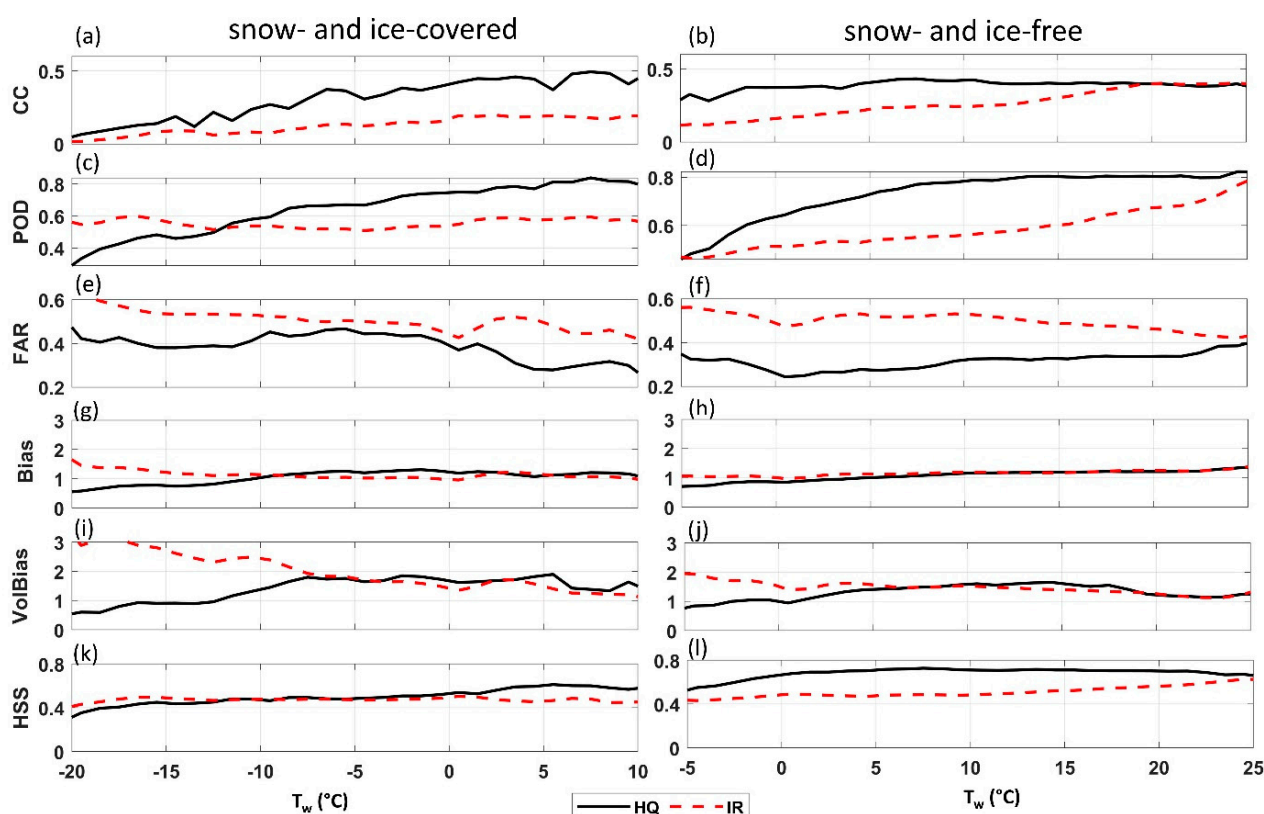 snow- and ice-covered
snow- and ice-free
(a)
(b)
CC
0.5
0
0.5
0
(c)
(d)
POD
0.8
0.6
0.4
0.8
0.6
(e)
(f)
FAR
0.6
0.4
0.2
0.6
0.4
0.2
(g)
(h)
Bias
3
2
1
0
3
2
1
0
(i)
(j)
VolBias
3
2
1
0
3
2
1
0
(k)
(l)
HSS
0.8
0.4
0
0.8
0.4
0
-20 -15 -10 -5 0 5 10
-5 0 5 10 15 20 25
Tw (°C)
Tw (°C)
HQ IR